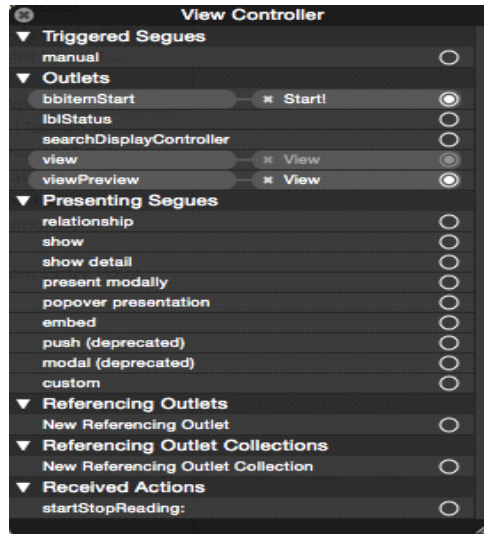 View Controller
Triggered Segues
manual
Outlets
bbitemStart Start!
lblStatus
searchDisplayController
view View
viewPreview View
Presenting Segues
relationship
show
show detail
present modally
popover presentation
embed
push (deprecated)
modal (deprecated)
custom
Referencing Outlets
New Referencing Outlet
Referencing Outlet Collections
New Referencing Outlet Collection
Received Actions
startStopReading: